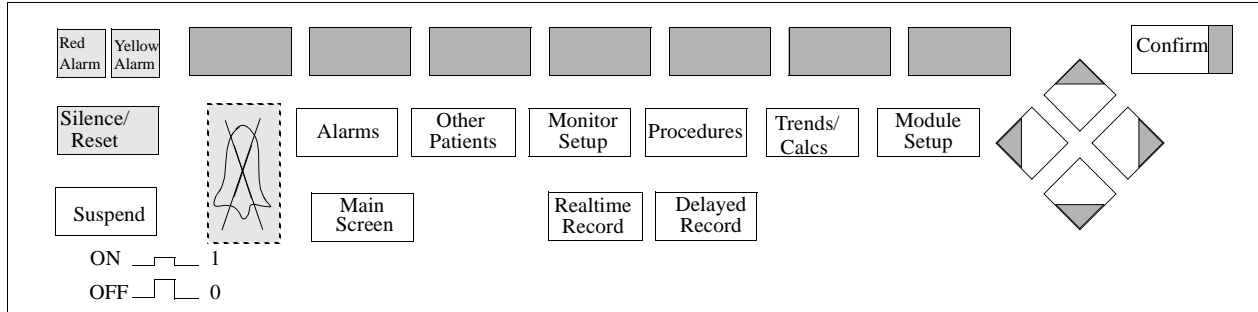 Red
Alarm
Yellow
Alarm
Confirm
Silence/
Reset
Alarms
Other
Patients
Monitor
Setup
Procedures
Trends/
Calcs
Module
Setup
Suspend
Main
Screen
Realtime
Record
Delayed
Record
ON 1
OFF 0